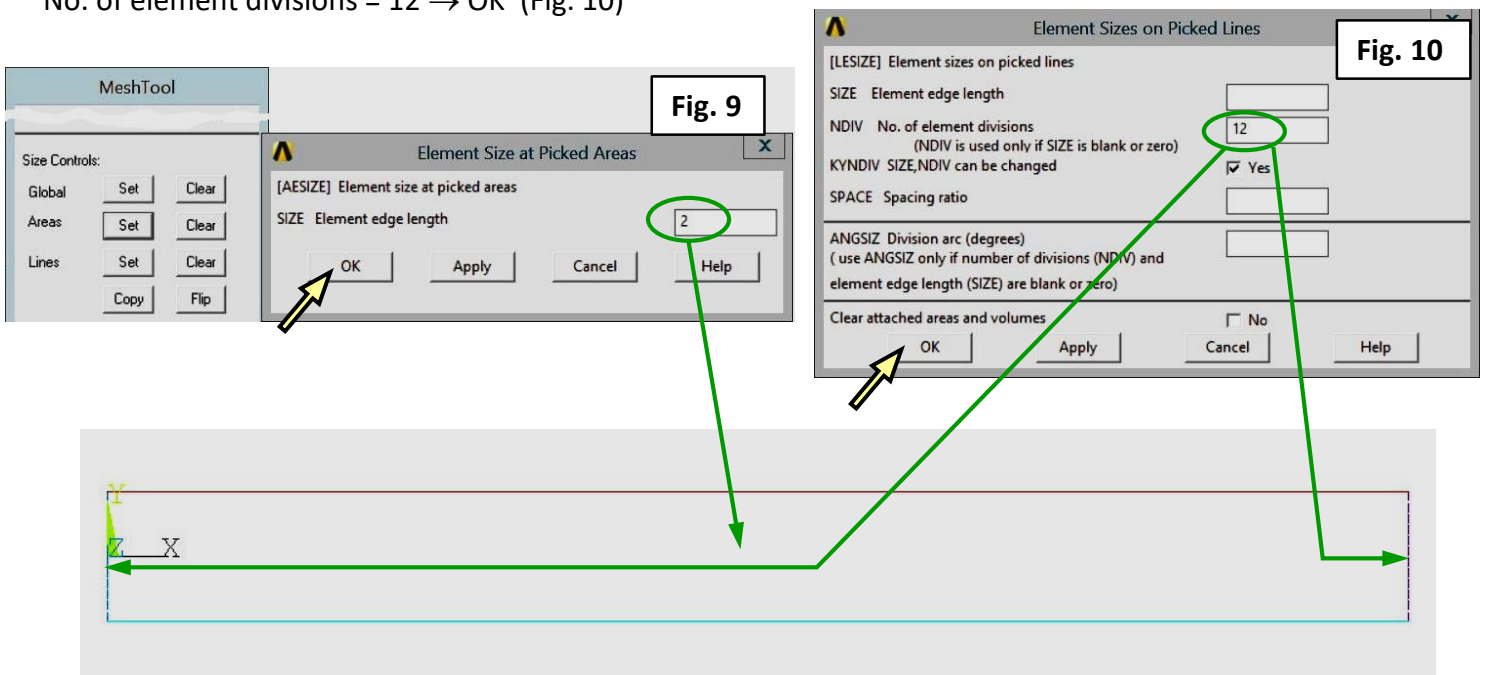 No. of element divisions = 12 → OK (Fig. 10)
MeshTool
Size Controls:
Global Set Clear
Areas Set Clear
Lines Set Clear
Copy Flip
Fig. 9
Element Size at Picked Areas X
[AESIZE] Element size at picked areas
SIZE Element edge length 2
OK Apply Cancel Help
Element Sizes on Picked Lines
Fig. 10
[LESIZE] Element sizes on picked lines
SIZE Element edge length
NDIV No. of element divisions 12
(NDIV is used only if SIZE is blank or zero)
KYNDIV SIZE,NDIV can be changed Yes
SPACE Spacing ratio
ANGSIZ Division arc (degrees)
( use ANGSIZ only if number of divisions (NDIV) and
element edge length (SIZE) are blank or zero)
Clear attached areas and volumes No
OK Apply Cancel Help
Y
Z X